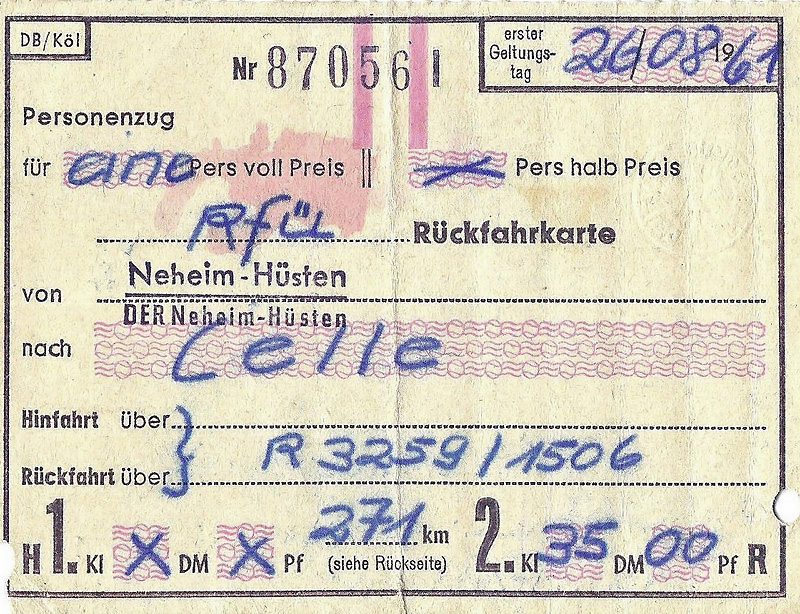 DB/Köl
Nr 87056 I
erster Geltungstag 26/08 1961
Personenzug
für eine Pers voll Preis || X Pers halb Preis
Rfü Rückfahrkarte
von Neheim-Hüsten
DER Neheim-Hüsten
nach Celle
Hinfahrt über
Rückfahrt über } R 3259/1506
H 1. Kl X DM X Pf 271 km 2. Kl 35 DM 00 Pf R
(siehe Rückseite)